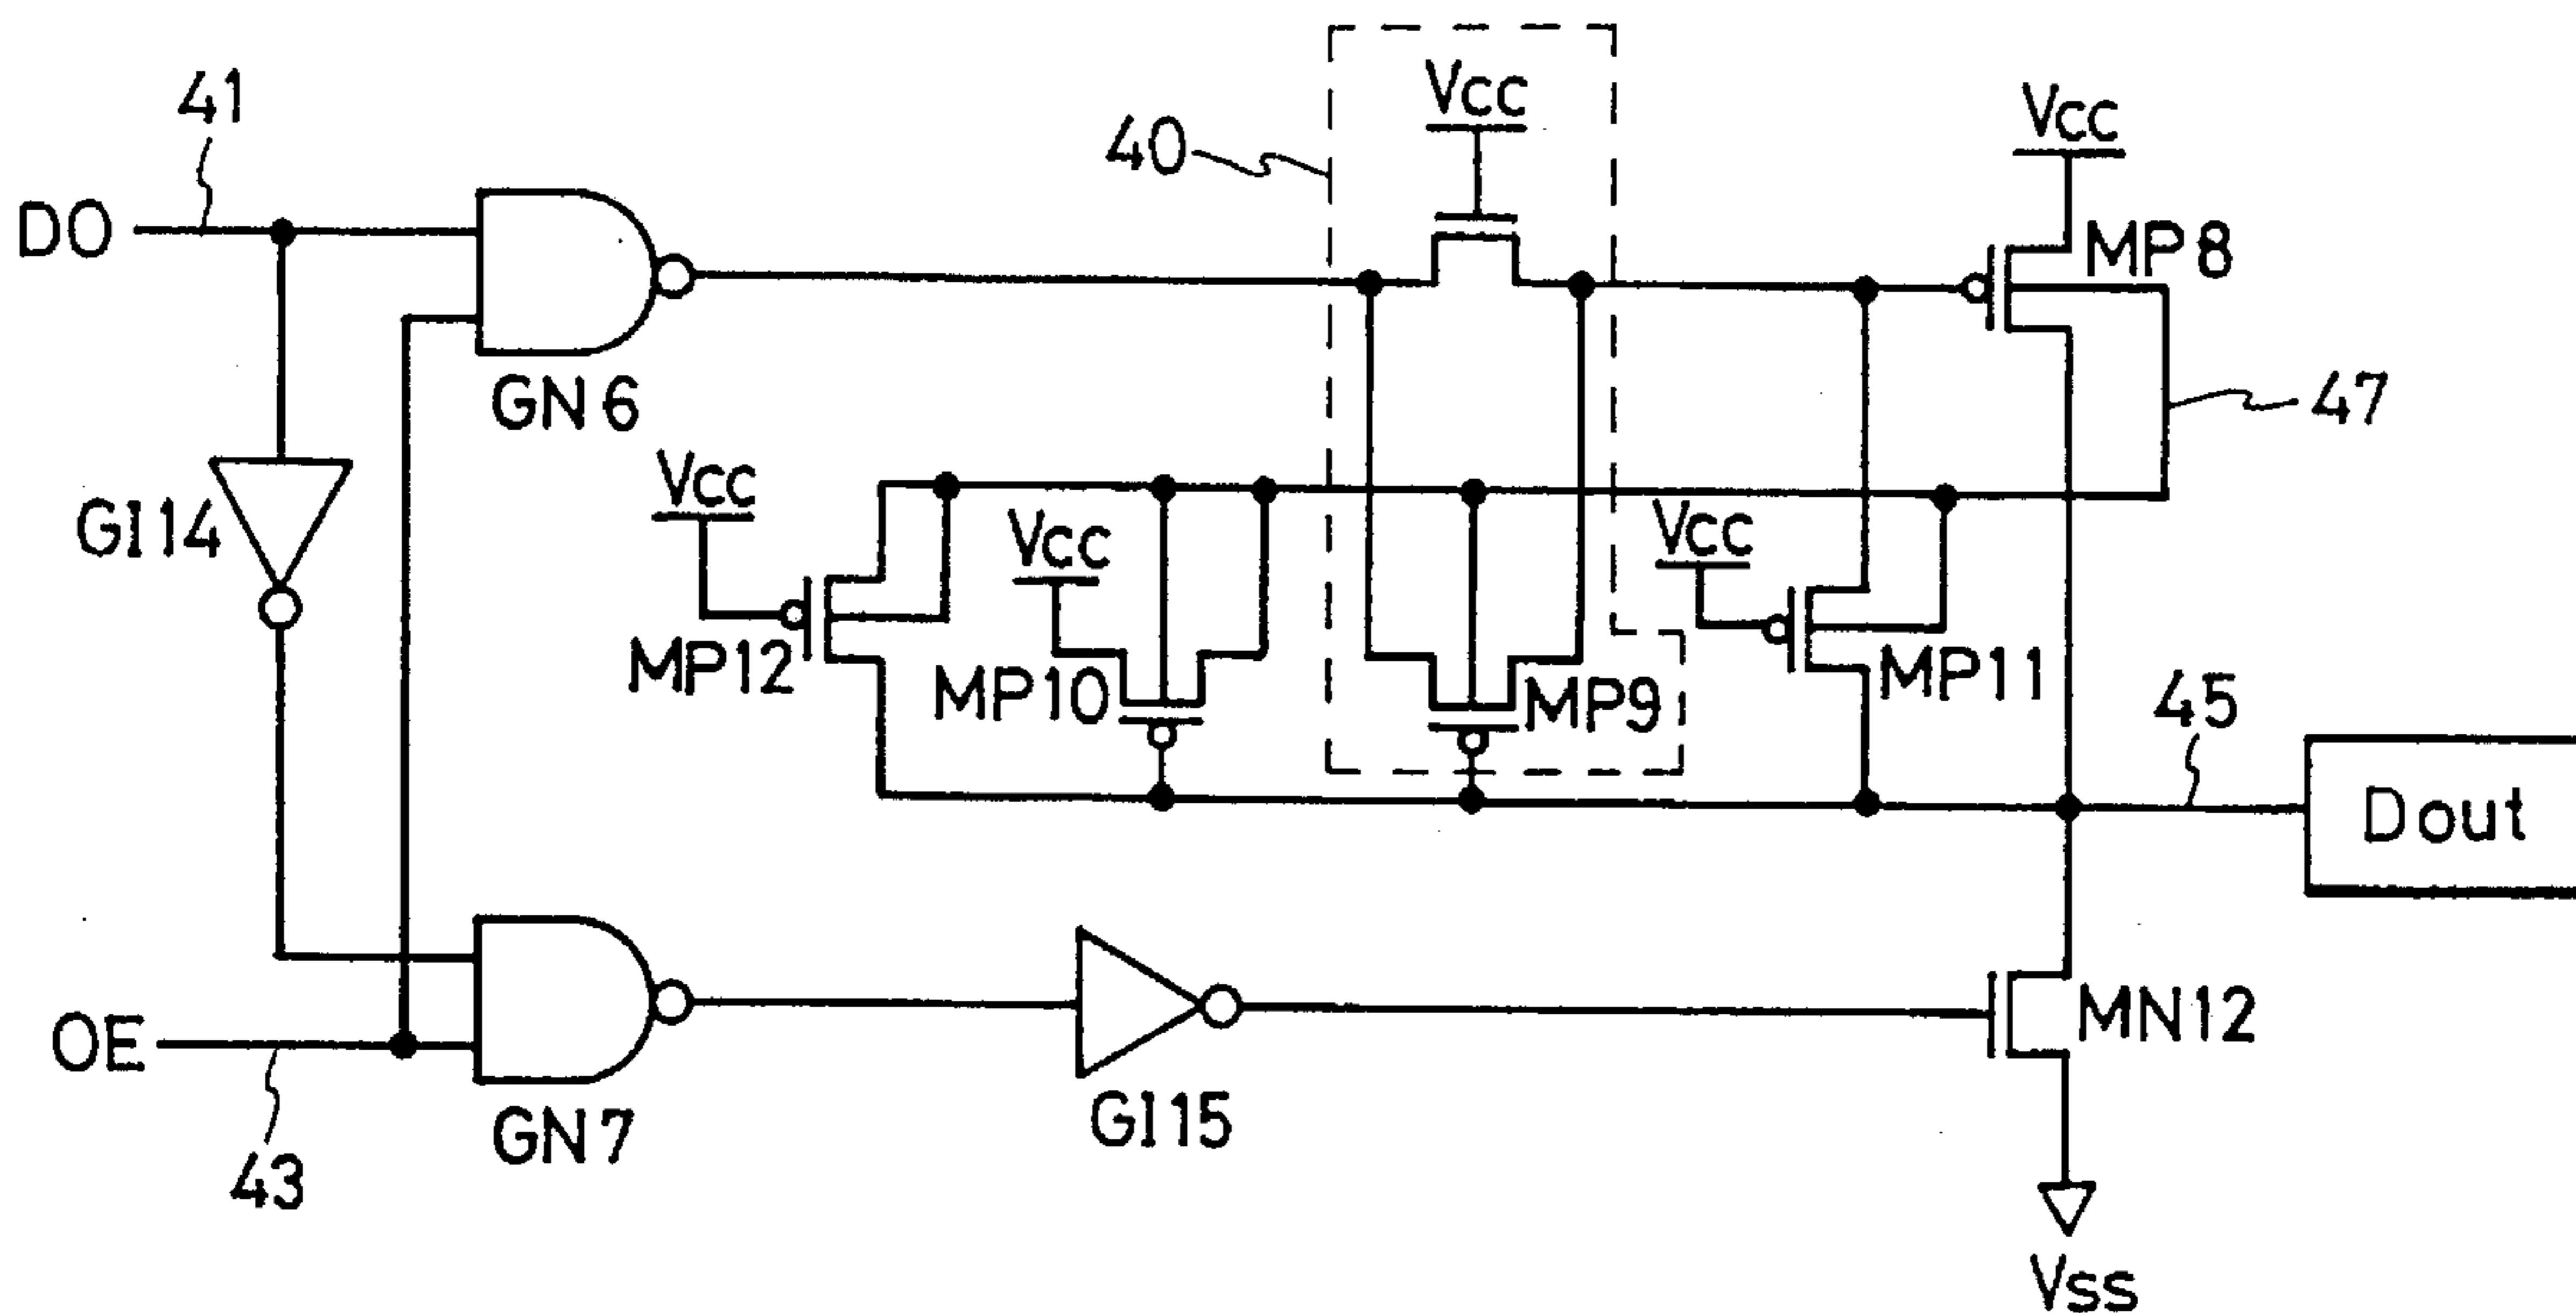 41
DO
GN6
GI14
40
Vcc
Vcc
MP8
47
Vcc
MP12
Vcc
MP10
MP9
Vcc
MP11
45
Dout
OE
43
GN7
GI15
MN12
Vss